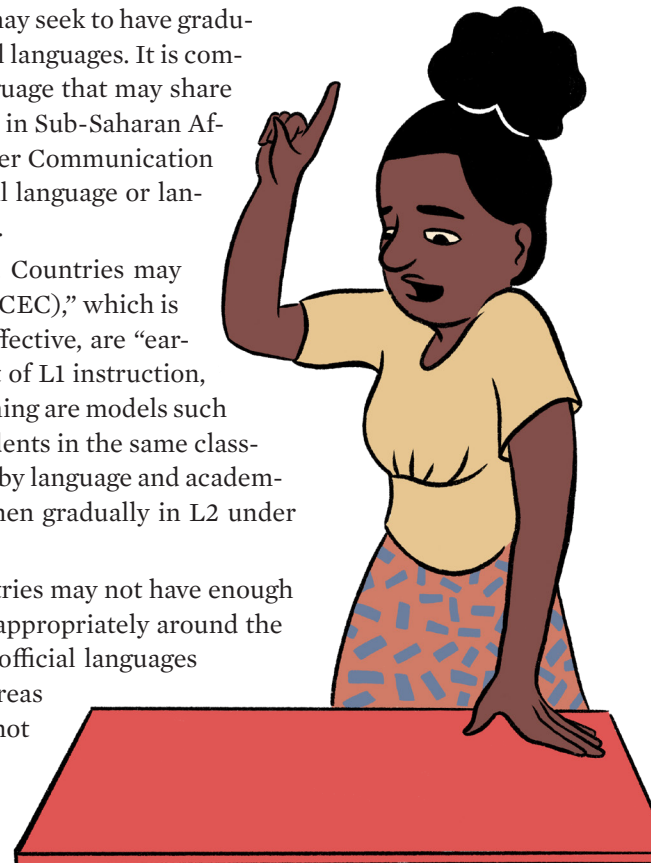 may seek to have gradu-
l languages. It is com-
guage that may share
in Sub-Saharan Af-
er Communication
l language or lan-
.
Countries may
CEC),” which is
ffective, are “ear-
t of L1 instruction,
ning are models such
dents in the same class-
by language and academ-
hen gradually in L2 under
tries may not have enough
appropriately around the
official languages
reas
not